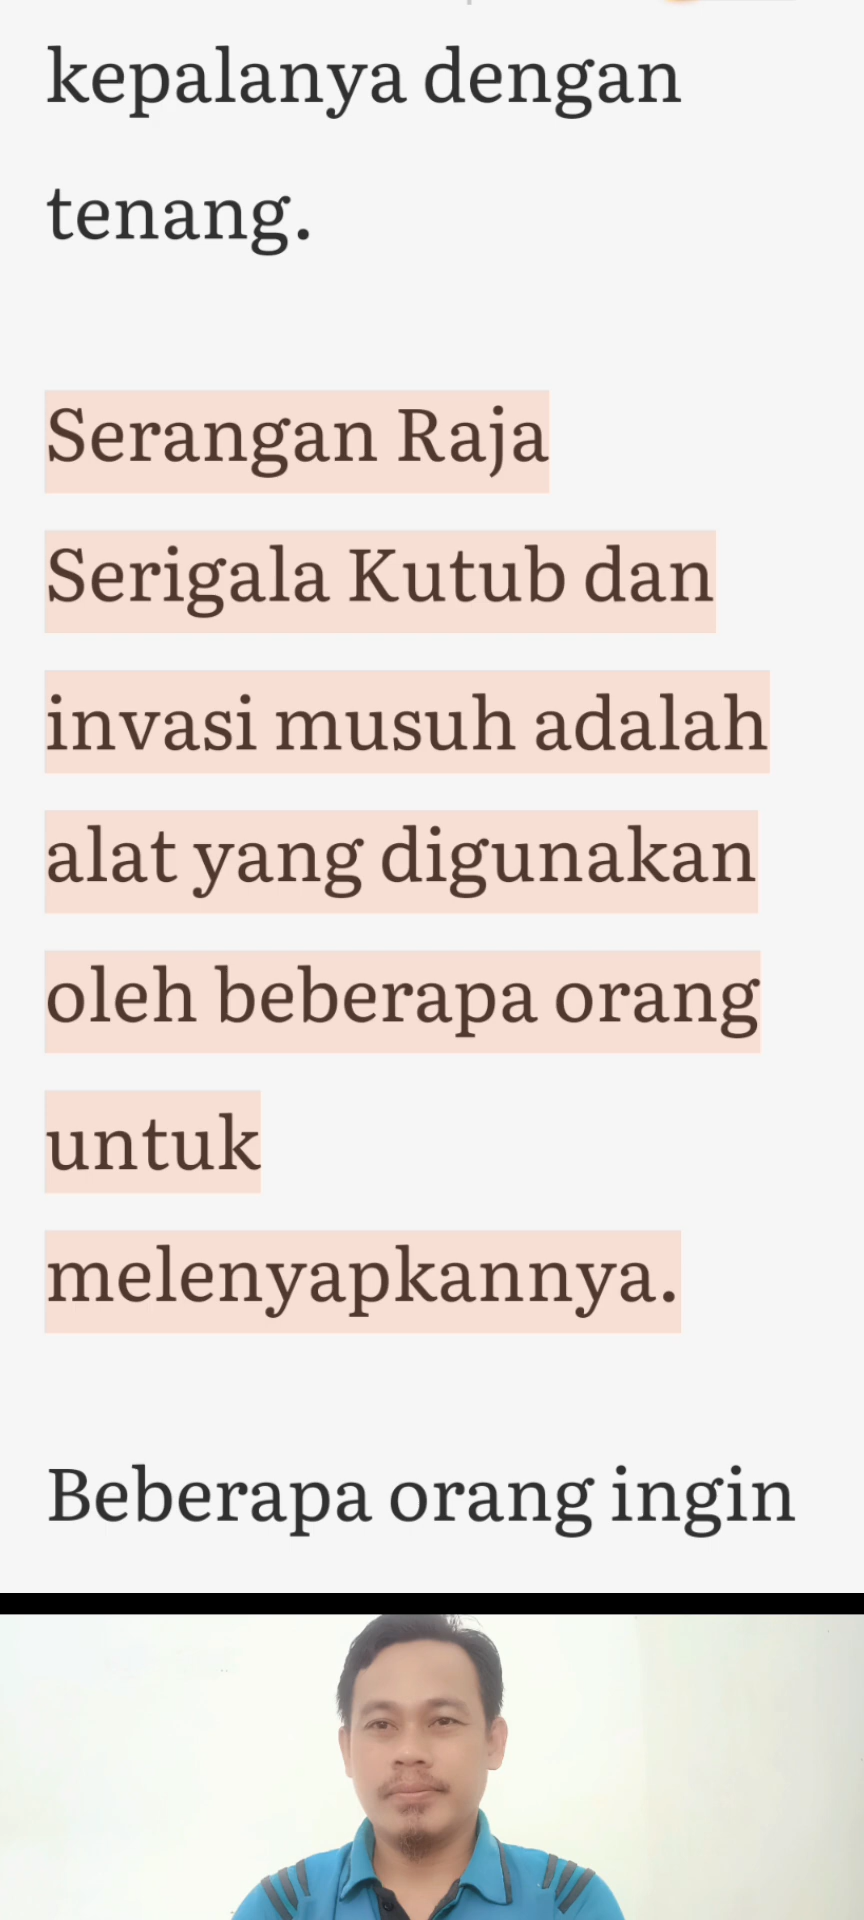 kepalanya dengan
tenang.
Serangan Raja
Serigala Kutub dan
invasi musuh adalah
alat yang digunakan
oleh beberapa orang
untuk
melenyapkannya.
Beberapa orang ingin